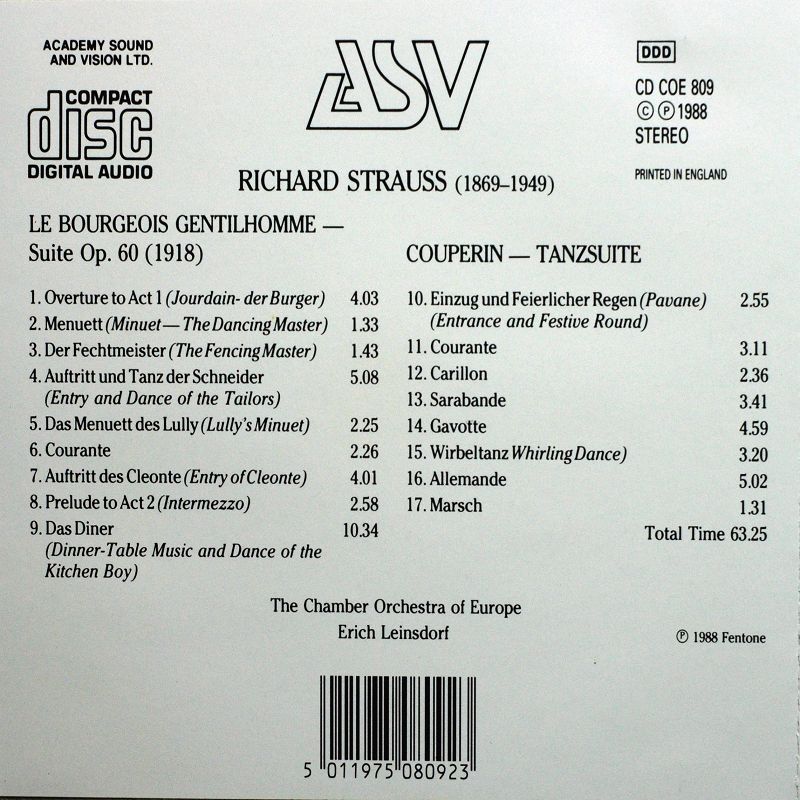 ACADEMY SOUND
AND VISION LTD.
COMPACT
disc
DIGITAL AUDIO
ASV
DDD
CD COE 809
© ℗ 1988
STEREO
PRINTED IN ENGLAND
RICHARD STRAUSS (1869–1949)
LE BOURGEOIS GENTILHOMME —
Suite Op. 60 (1918)
1. Overture to Act 1 (Jourdain- der Burger) 4.03
2. Menuett (Minuet — The Dancing Master) 1.33
3. Der Fechtmeister (The Fencing Master) 1.43
4. Auftritt und Tanz der Schneider 5.08
(Entry and Dance of the Tailors)
5. Das Menuett des Lully (Lully's Minuet) 2.25
6. Courante 2.26
7. Auftritt des Cleonte (Entry of Cleonte) 4.01
8. Prelude to Act 2 (Intermezzo) 2.58
9. Das Diner 10.34
(Dinner-Table Music and Dance of the
Kitchen Boy)
COUPERIN — TANZSUITE
10. Einzug und Feierlicher Regen (Pavane) 2.55
(Entrance and Festive Round)
11. Courante 3.11
12. Carillon 2.36
13. Sarabande 3.41
14. Gavotte 4.59
15. Wirbeltanz Whirling Dance) 3.20
16. Allemande 5.02
17. Marsch 1.31
Total Time 63.25
The Chamber Orchestra of Europe
Erich Leinsdorf
℗ 1988 Fentone
5 011975 080923